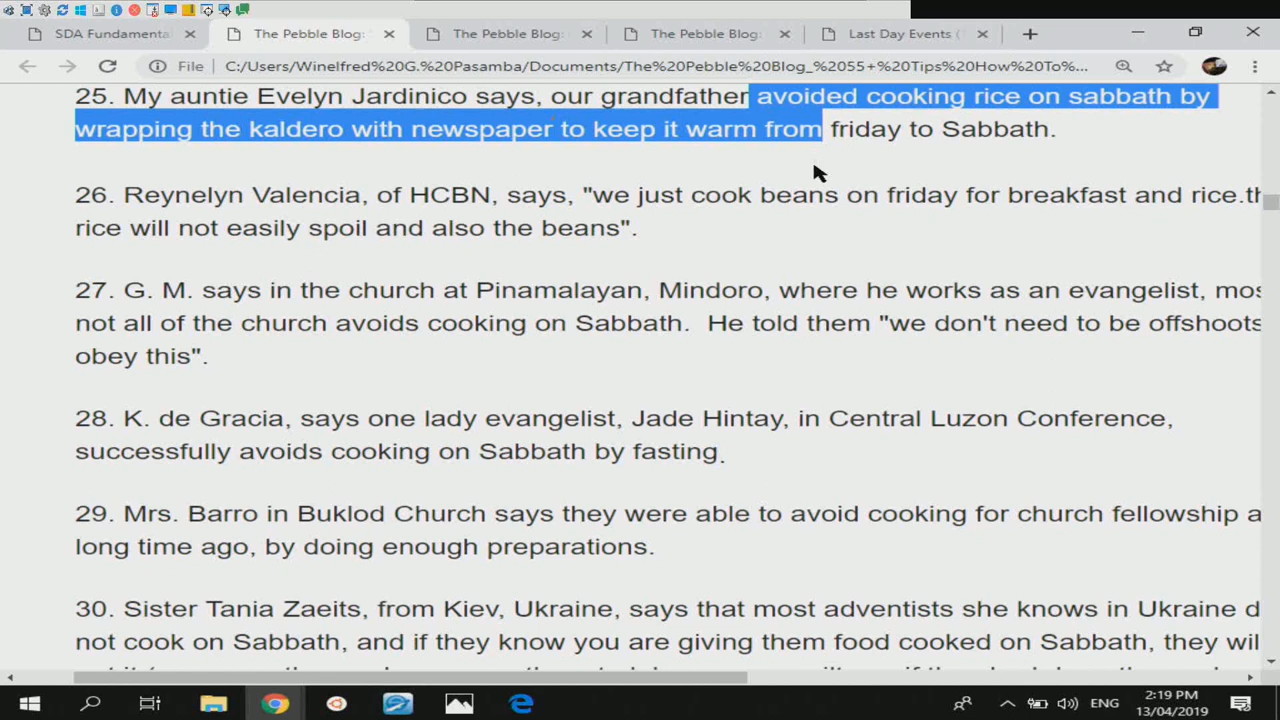 SDA Fundamenta
The Pebble Blog:
The Pebble Blog:
The Pebble Blog:
Last Day Events (
File
C:/Users/Winelfred%20G.%20Pasamba/Documents/The%20Pebble%20Blog_%2055+%20Tips%20How%20To%...
25. My auntie Evelyn Jardinico says, our grandfather avoided cooking rice on sabbath by
wrapping the kaldero with newspaper to keep it warm from friday to Sabbath.
26. Reynelyn Valencia, of HCBN, says, "we just cook beans on friday for breakfast and rice.th
rice will not easily spoil and also the beans".
27. G. M. says in the church at Pinamalayan, Mindoro, where he works as an evangelist, mos
not all of the church avoids cooking on Sabbath.  He told them "we don't need to be offshoots
obey this".
28. K. de Gracia, says one lady evangelist, Jade Hintay, in Central Luzon Conference,
successfully avoids cooking on Sabbath by fasting.
29. Mrs. Barro in Buklod Church says they were able to avoid cooking for church fellowship a
long time ago, by doing enough preparations.
30. Sister Tania Zaeits, from Kiev, Ukraine, says that most adventists she knows in Ukraine d
not cook on Sabbath, and if they know you are giving them food cooked on Sabbath, they wil
ENG
2:19 PM
13/04/2019